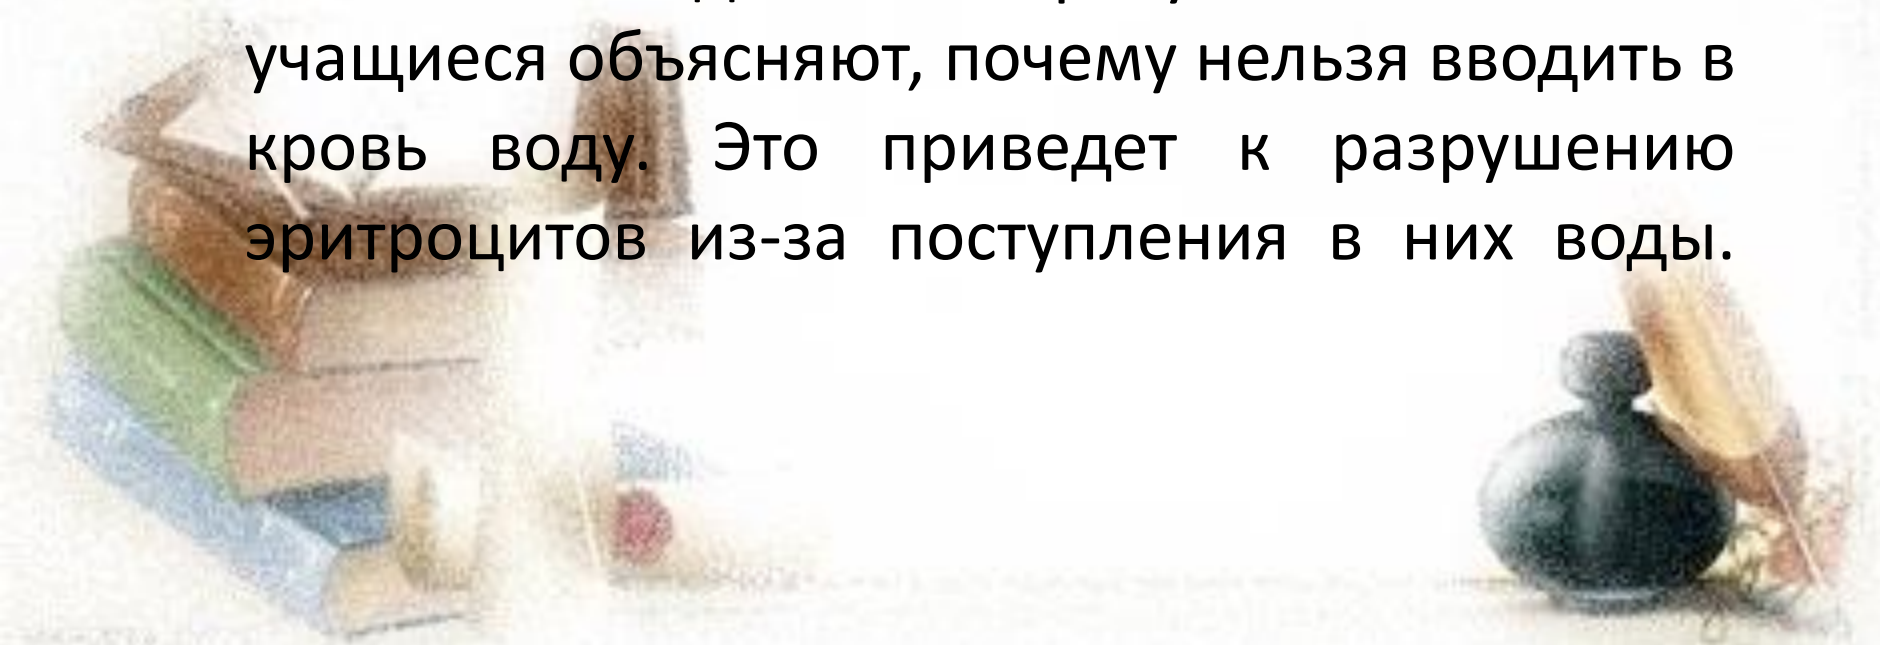 учащиеся объясняют, почему нельзя вводить в
кровь воду. Это приведет к разрушению
эритроцитов из-за поступления в них воды.